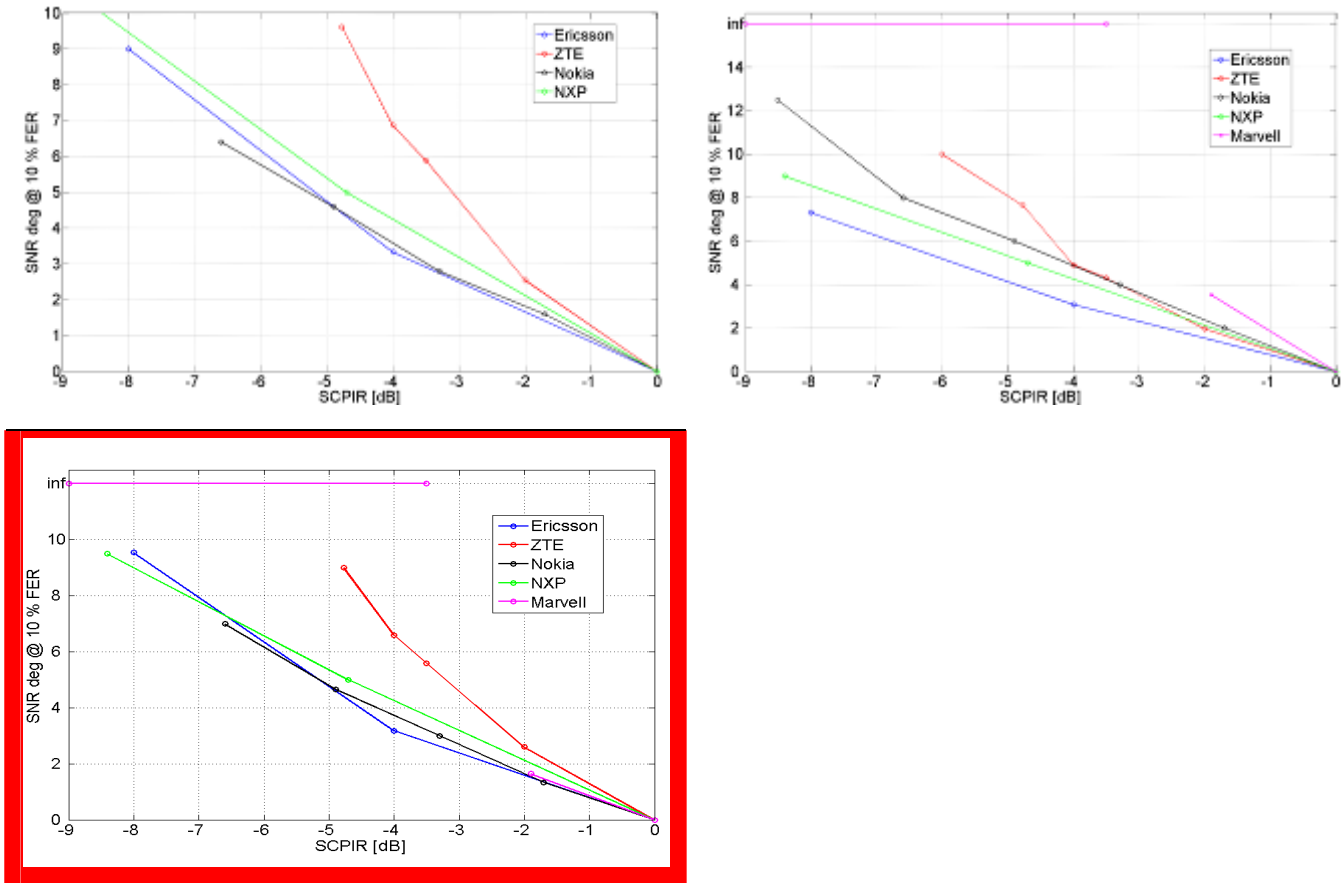 10
9
8
7
6
5
4
3
2
1
0
SNR deg @ 10 % FER
-9 -8 -7 -6 -5 -4 -3 -2 -1 0
SCPIR [dB]
Ericsson
ZTE
Nokia
NXP
inf
14
12
10
8
6
4
2
0
SNR deg @ 10 % FER
-9 -8 -7 -6 -5 -4 -3 -2 -1 0
SCPIR [dB]
Ericsson
ZTE
Nokia
NXP
Marvell
inf
10
8
6
4
2
0
SNR deg @ 10 % FER
-9 -8 -7 -6 -5 -4 -3 -2 -1 0
SCPIR [dB]
Ericsson
ZTE
Nokia
NXP
Marvell